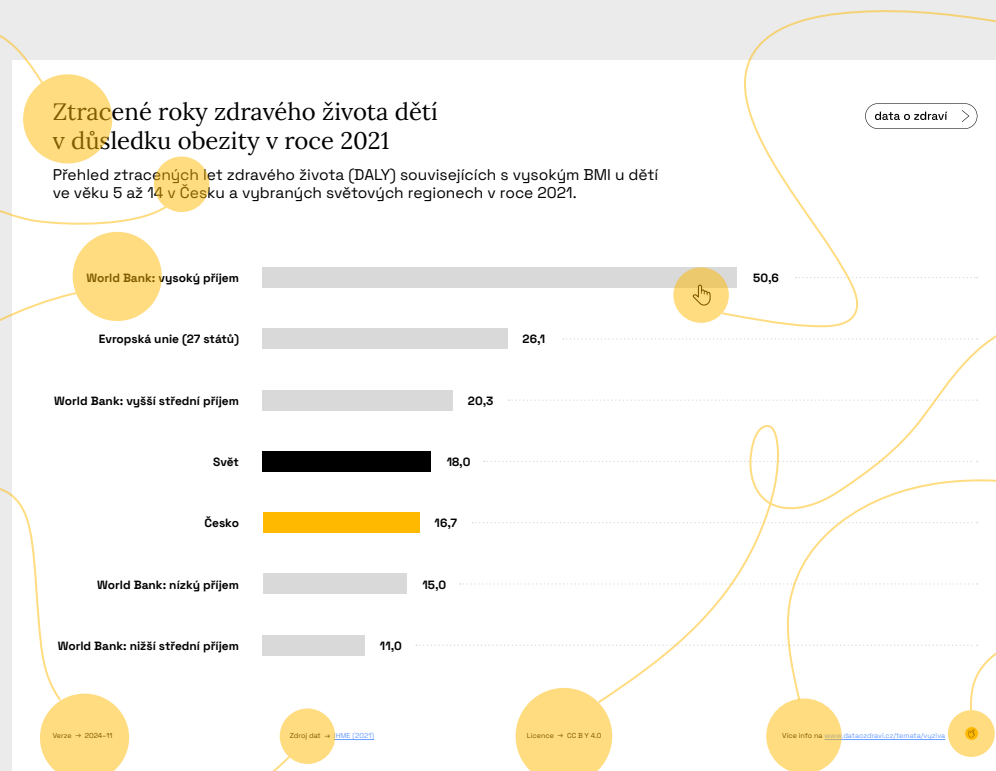 Ztracené roky zdravého života dětí
v důsledku obezity v roce 2021
data o zdraví
Přehled ztracených let zdravého života (DALY) souvisejících s vysokým BMI u dětí
ve věku 5 až 14 v Česku a vybraných světových regionech v roce 2021.
World Bank: vysoký příjem 50,6
Evropská unie (27 států) 26,1
World Bank: vyšší střední příjem 20,3
Svět 18,0
Česko 16,7
World Bank: nízký příjem 15,0
World Bank: nižší střední příjem 11,0
Verze → 2024-11 Zdroj dat → IHME (2021) Licence → CC BY 4.0 Více info na www.dataozdravi.cz/temata/vyziva